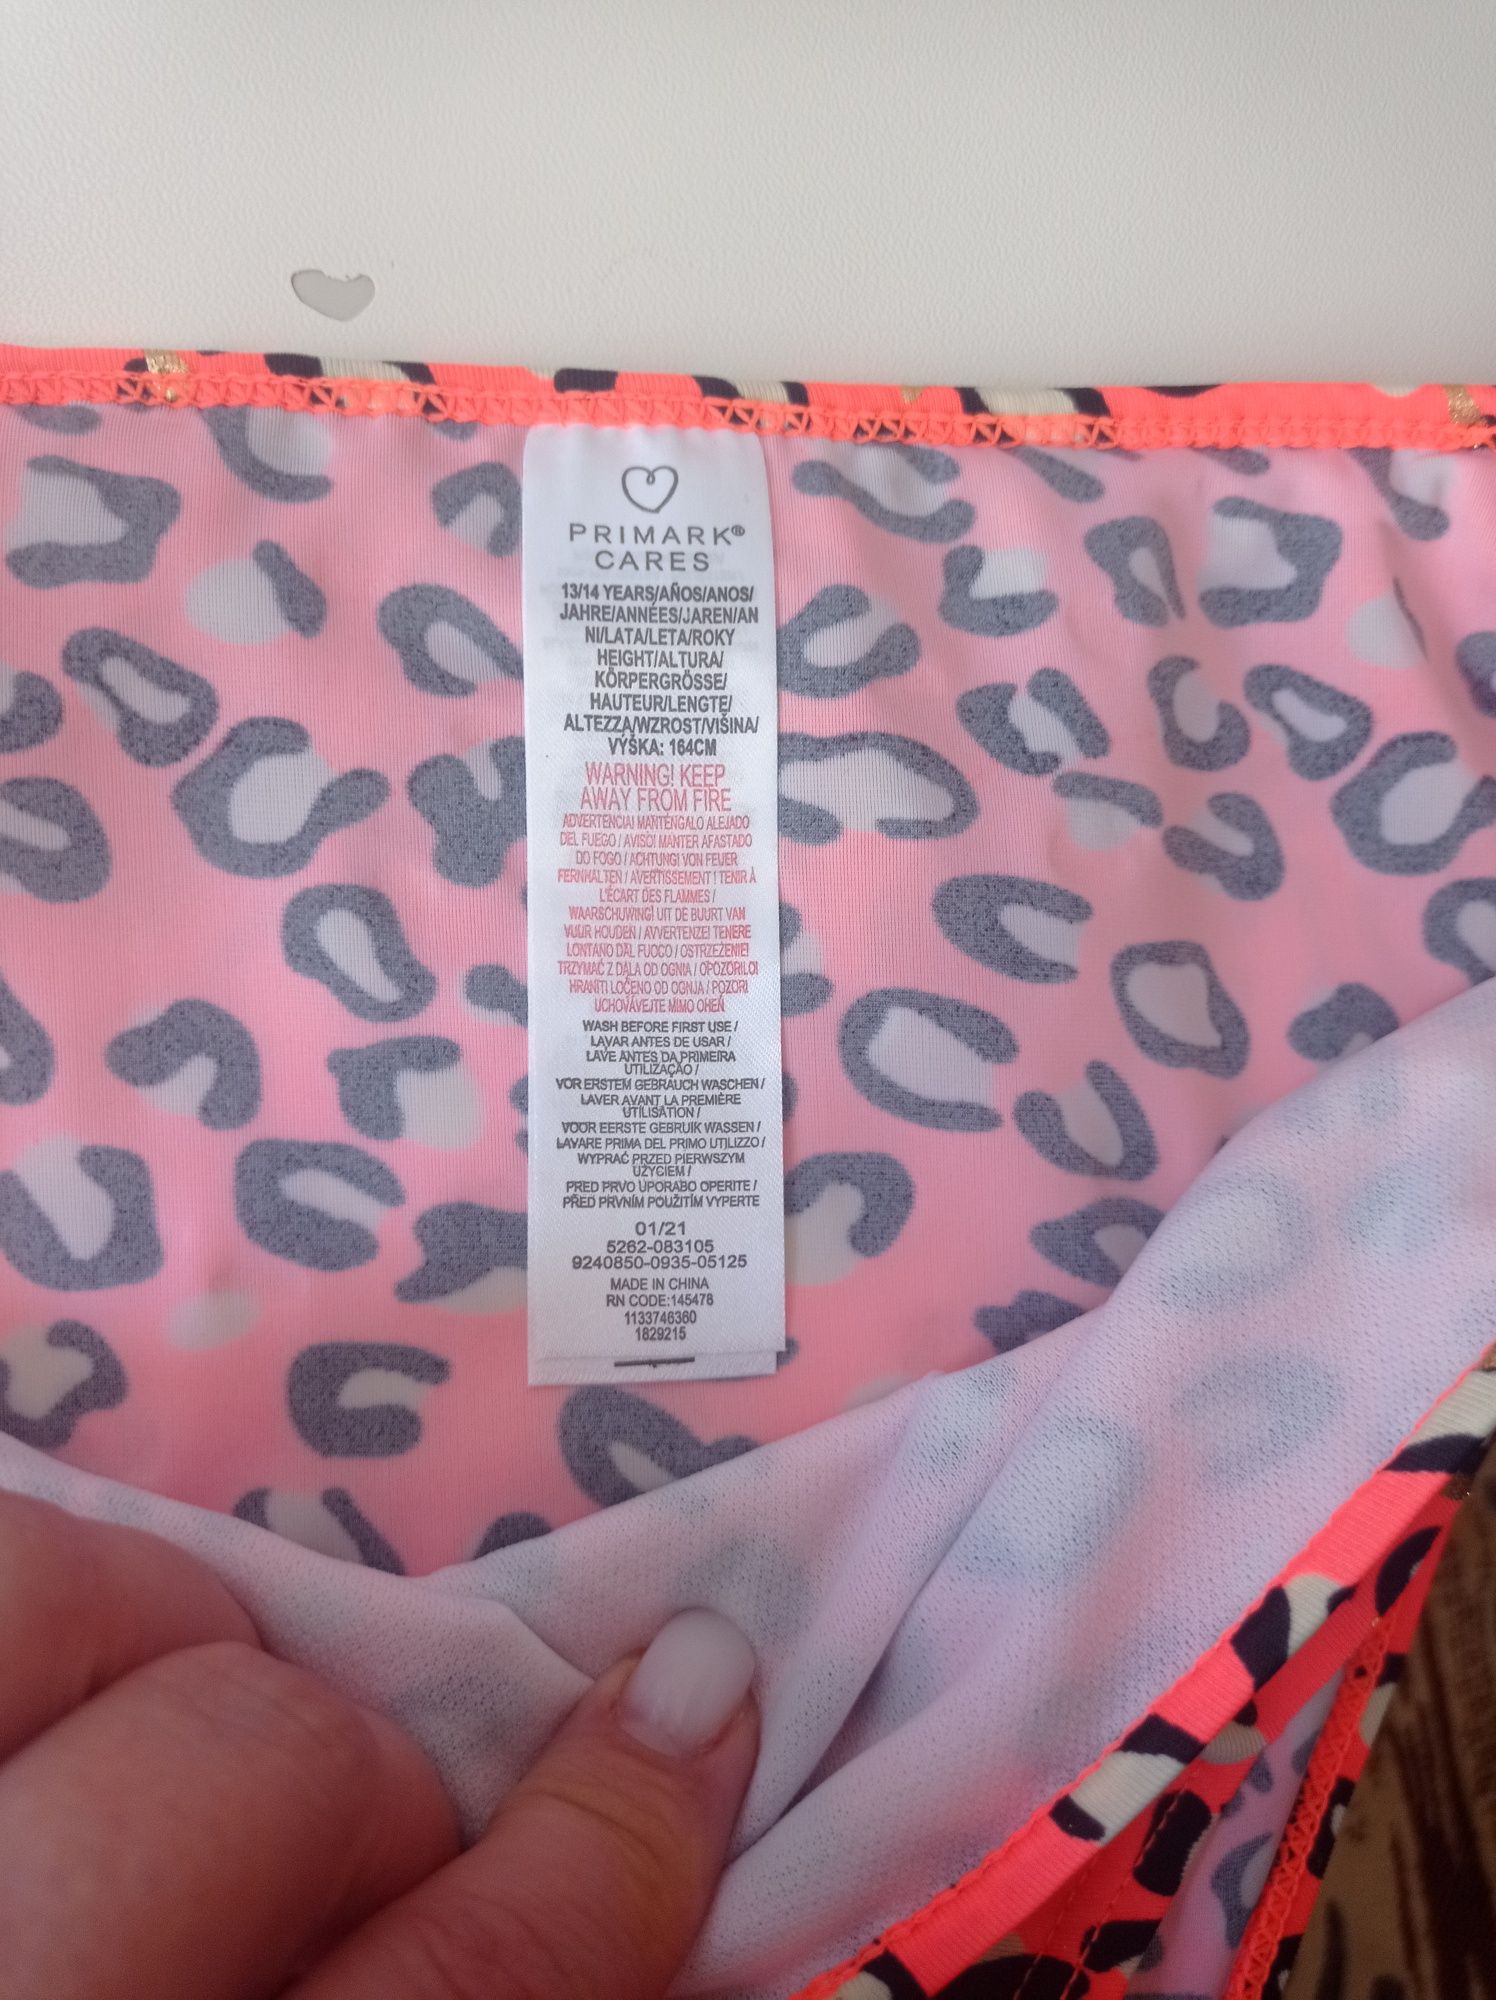 PRIMARK®
CARES
13/14 YEARS/AÑOS/ANOS/
JAHRE/ANNÉES/JAREN/AN
NI/LATA/LETA/ROKY
HEIGHT/ALTURA/
KÖRPERGRÖSSE/
HAUTEUR/LENGTE/
ALTEZZA/WZROST/VIŠINA/
VÝŠKA: 164CM
WARNING! KEEP
AWAY FROM FIRE
ADVERTENCIA! MANTÉNGALO ALEJADO
DEL FUEGO / AVISO! MANTER AFASTADO
DO FOGO / ACHTUNG! VON FEUER
FERNHALTEN / AVERTISSEMENT ! TENIR À
L'ÉCART DES FLAMMES /
WAARSCHUWING! UIT DE BUURT VAN
VUUR HOUDEN / AVVERTENZE! TENERE
LONTANO DAL FUOCO / OSTRZEŻENIE!
TRZYMAĆ Z DALA OD OGNIA / OPOZORILO!
HRANITI LOČENO OD OGNJA / POZOR!
UCHOVÁVEJTE MIMO OHEŇ
WASH BEFORE FIRST USE /
LAVAR ANTES DE USAR /
LAVE ANTES DA PRIMEIRA
UTILIZAÇÃO /
VOR ERSTEM GEBRAUCH WASCHEN /
LAVER AVANT LA PREMIÈRE
UTILISATION /
VOOR EERSTE GEBRUIK WASSEN /
LAVARE PRIMA DEL PRIMO UTILIZZO /
WYPRAĆ PRZED PIERWSZYM
UŻYCIEM /
PRED PRVO UPORABO OPERITE /
PŘED PRVNÍM POUŽITÍM VYPERTE
01/21
5262-083105
9240850-0935-05125
MADE IN CHINA
RN CODE:145478
1133746360
1829215